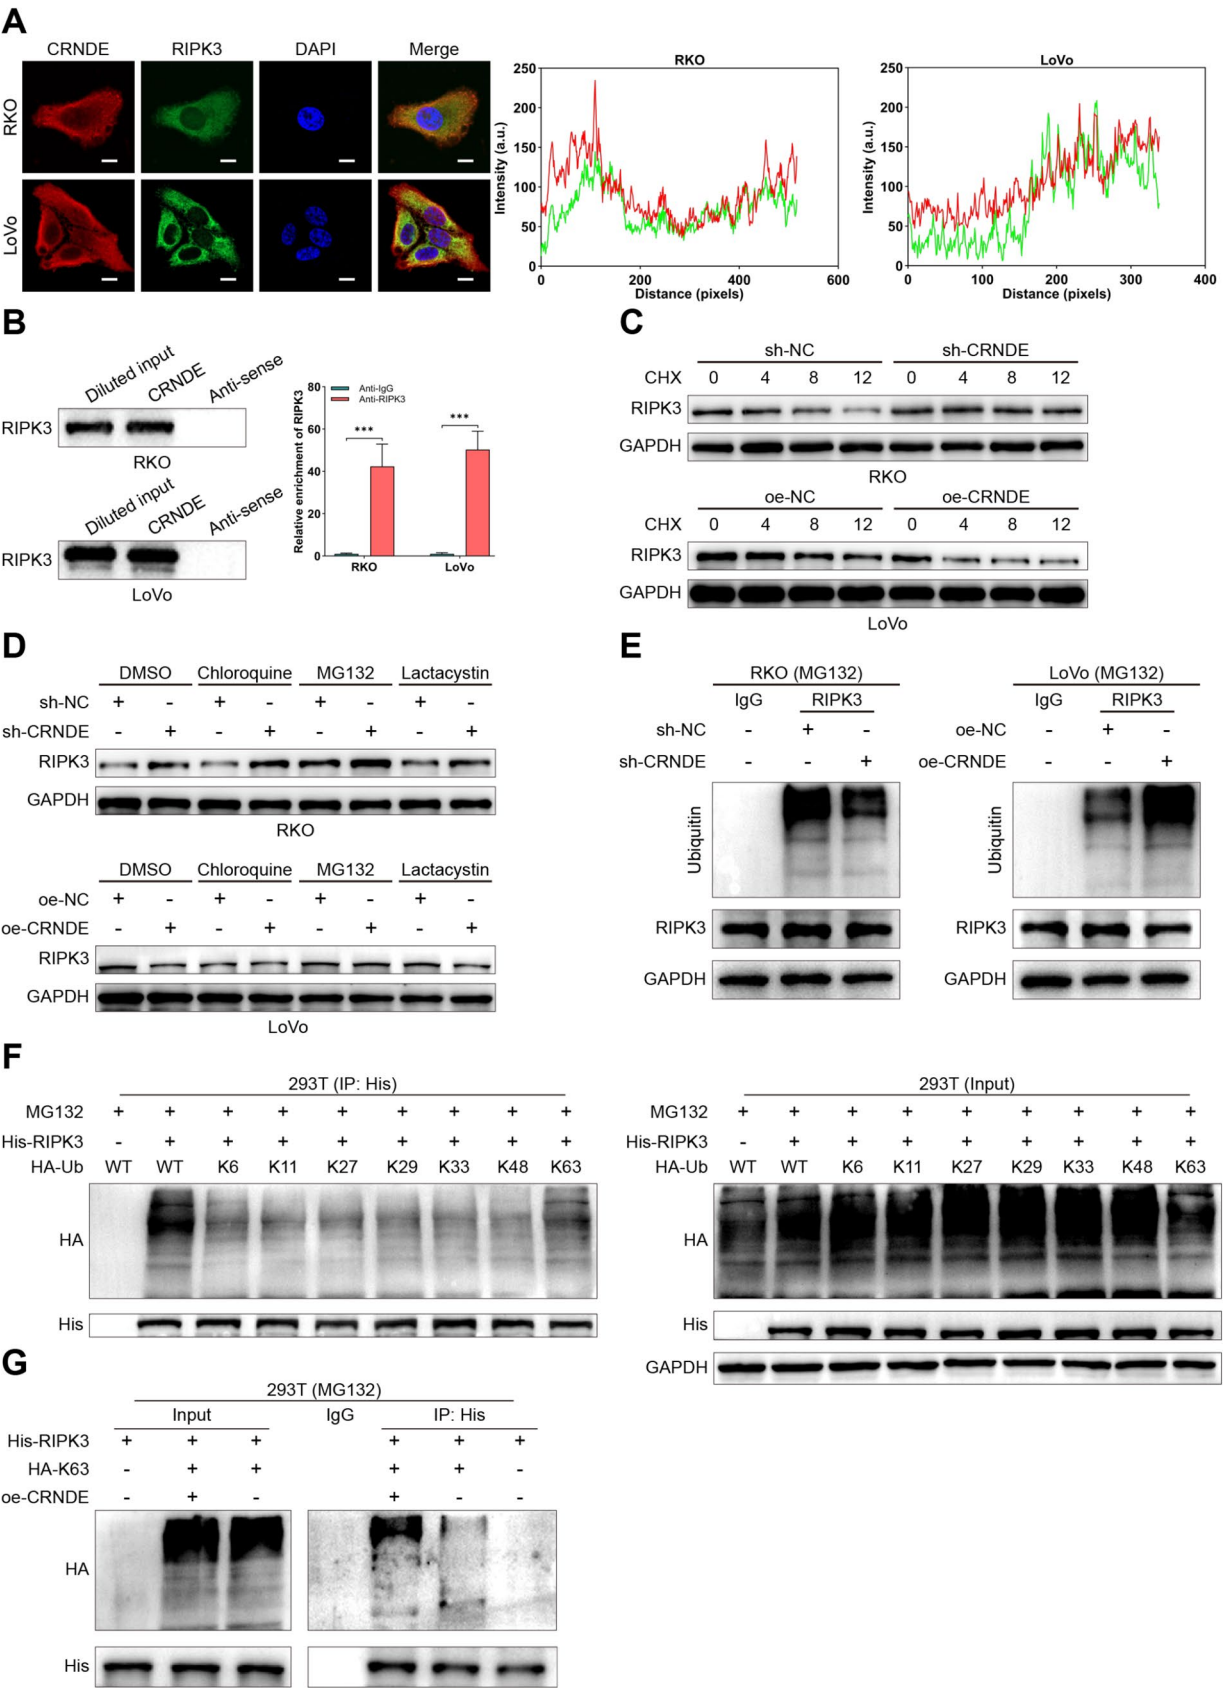 A
CRNDE RIPK3 DAPI Merge
RKO
LoVo
RKO
Intensity (a.u.)
250
200
150
100
50
0
0 200 400 600
Distance (pixels)
LoVo
Intensity (a.u.)
250
200
150
100
50
0
0 100 200 300 400
Distance (pixels)
B
Diluted input CRNDE Anti-sense
RIPK3
RKO
Diluted input CRNDE Anti-sense
RIPK3
LoVo
Relative enrichment of RIPK3
80
60
40
20
0
Anti-IgG
Anti-RIPK3
*** ***
RKO LoVo
C
sh-NC sh-CRNDE
CHX 0 4 8 12 0 4 8 12
RIPK3
GAPDH
RKO
oe-NC oe-CRNDE
CHX 0 4 8 12 0 4 8 12
RIPK3
GAPDH
LoVo
D
DMSO Chloroquine MG132 Lactacystin
sh-NC + - + - + - + -
sh-CRNDE - + - + - + - +
RIPK3
GAPDH
RKO
DMSO Chloroquine MG132 Lactacystin
oe-NC + - + - + - + -
oe-CRNDE - + - + - + - +
RIPK3
GAPDH
LoVo
E
RKO (MG132)
IgG RIPK3
sh-NC - + -
sh-CRNDE - - +
Ubiquitin
RIPK3
GAPDH
LoVo (MG132)
IgG RIPK3
oe-NC - + -
oe-CRNDE - - +
Ubiquitin
RIPK3
GAPDH
F
293T (IP: His)
MG132 + + + + + + + + +
His-RIPK3 - + + + + + + + +
HA-Ub WT WT K6 K11 K27 K29 K33 K48 K63
HA
His
293T (Input)
MG132 + + + + + + + + +
His-RIPK3 - + + + + + + + +
HA-Ub WT WT K6 K11 K27 K29 K33 K48 K63
HA
His
GAPDH
G
293T (MG132)
Input IgG IP: His
His-RIPK3 + + + + + +
HA-K63 - + + + + -
oe-CRNDE - + - + - -
HA
His